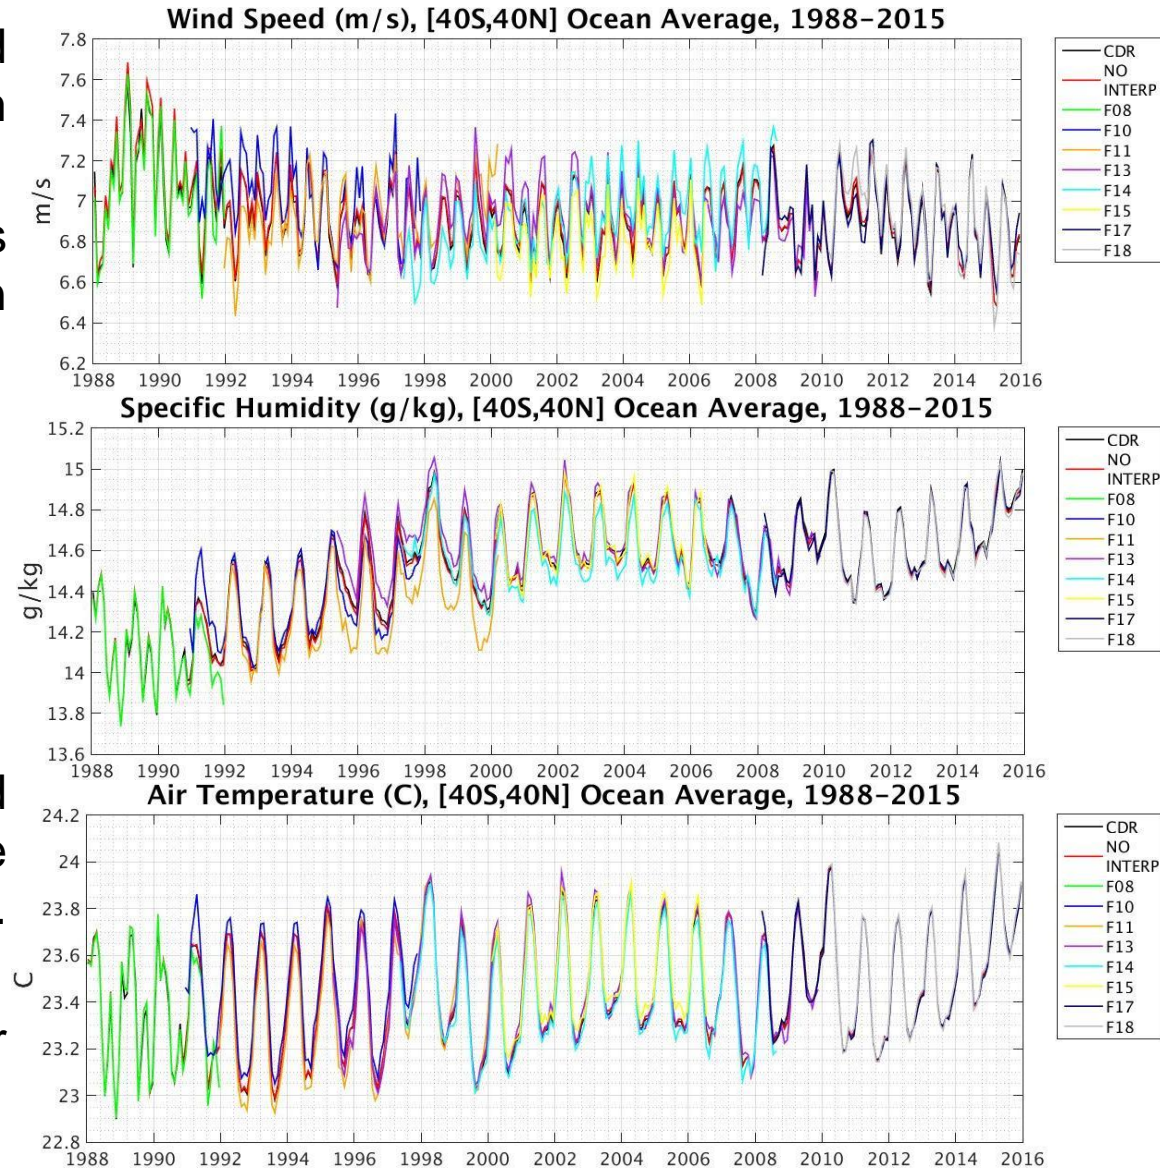 Wind Speed (m/s), [40S,40N] Ocean Average, 1988-2015
7.8
7.6
7.4
7.2
7
6.8
6.6
6.4
6.2
m/s
1988 1990 1992 1994 1996 1998 2000 2002 2004 2006 2008 2010 2012 2014 2016
CDR
NO
INTERP
F08
F10
F11
F13
F14
F15
F17
F18
Specific Humidity (g/kg), [40S,40N] Ocean Average, 1988-2015
15.2
15
14.8
14.6
14.4
14.2
14
13.8
13.6
g/kg
1988 1990 1992 1994 1996 1998 2000 2002 2004 2006 2008 2010 2012 2014 2016
CDR
NO
INTERP
F08
F10
F11
F13
F14
F15
F17
F18
Air Temperature (C), [40S,40N] Ocean Average, 1988-2015
24.2
24
23.8
23.6
23.4
23.2
23
22.8
C
1988 1990 1992 1994 1996 1998 2000 2002 2004 2006 2008 2010 2012 2014 2016
CDR
NO
INTERP
F08
F10
F11
F13
F14
F15
F17
F18